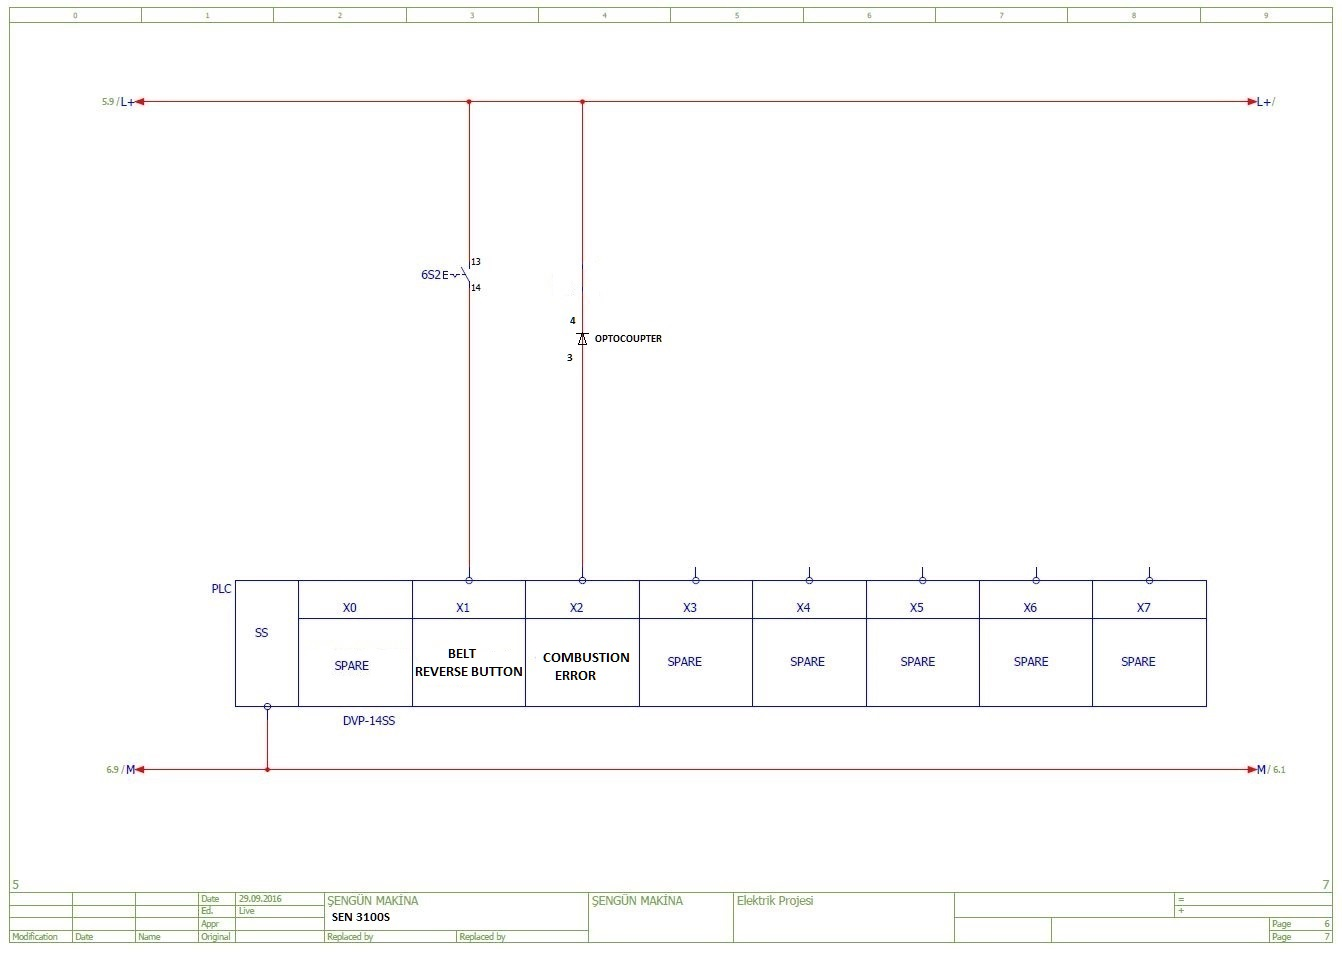 0 1 2 3 4 5 6 7 8 9
5.9 / L+ L+ /
13
6S2 E
14
4
OPTOCOUPTER
3
PLC
SS X0 X1 X2 X3 X4 X5 X6 X7
SPARE
BELT
REVERSE BUTTON
COMBUSTION
ERROR
SPARE SPARE SPARE SPARE SPARE
DVP-14SS
6.9 / M M / 6.1
5 7
Date 29.09.2016 ŞENGÜN MAKİNA ŞENGÜN MAKİNA Elektrik Projesi =
Ed. Live SEN 3100S +
Appr Page 6
Modification Date Name Original Replaced by Replaced by Page 7